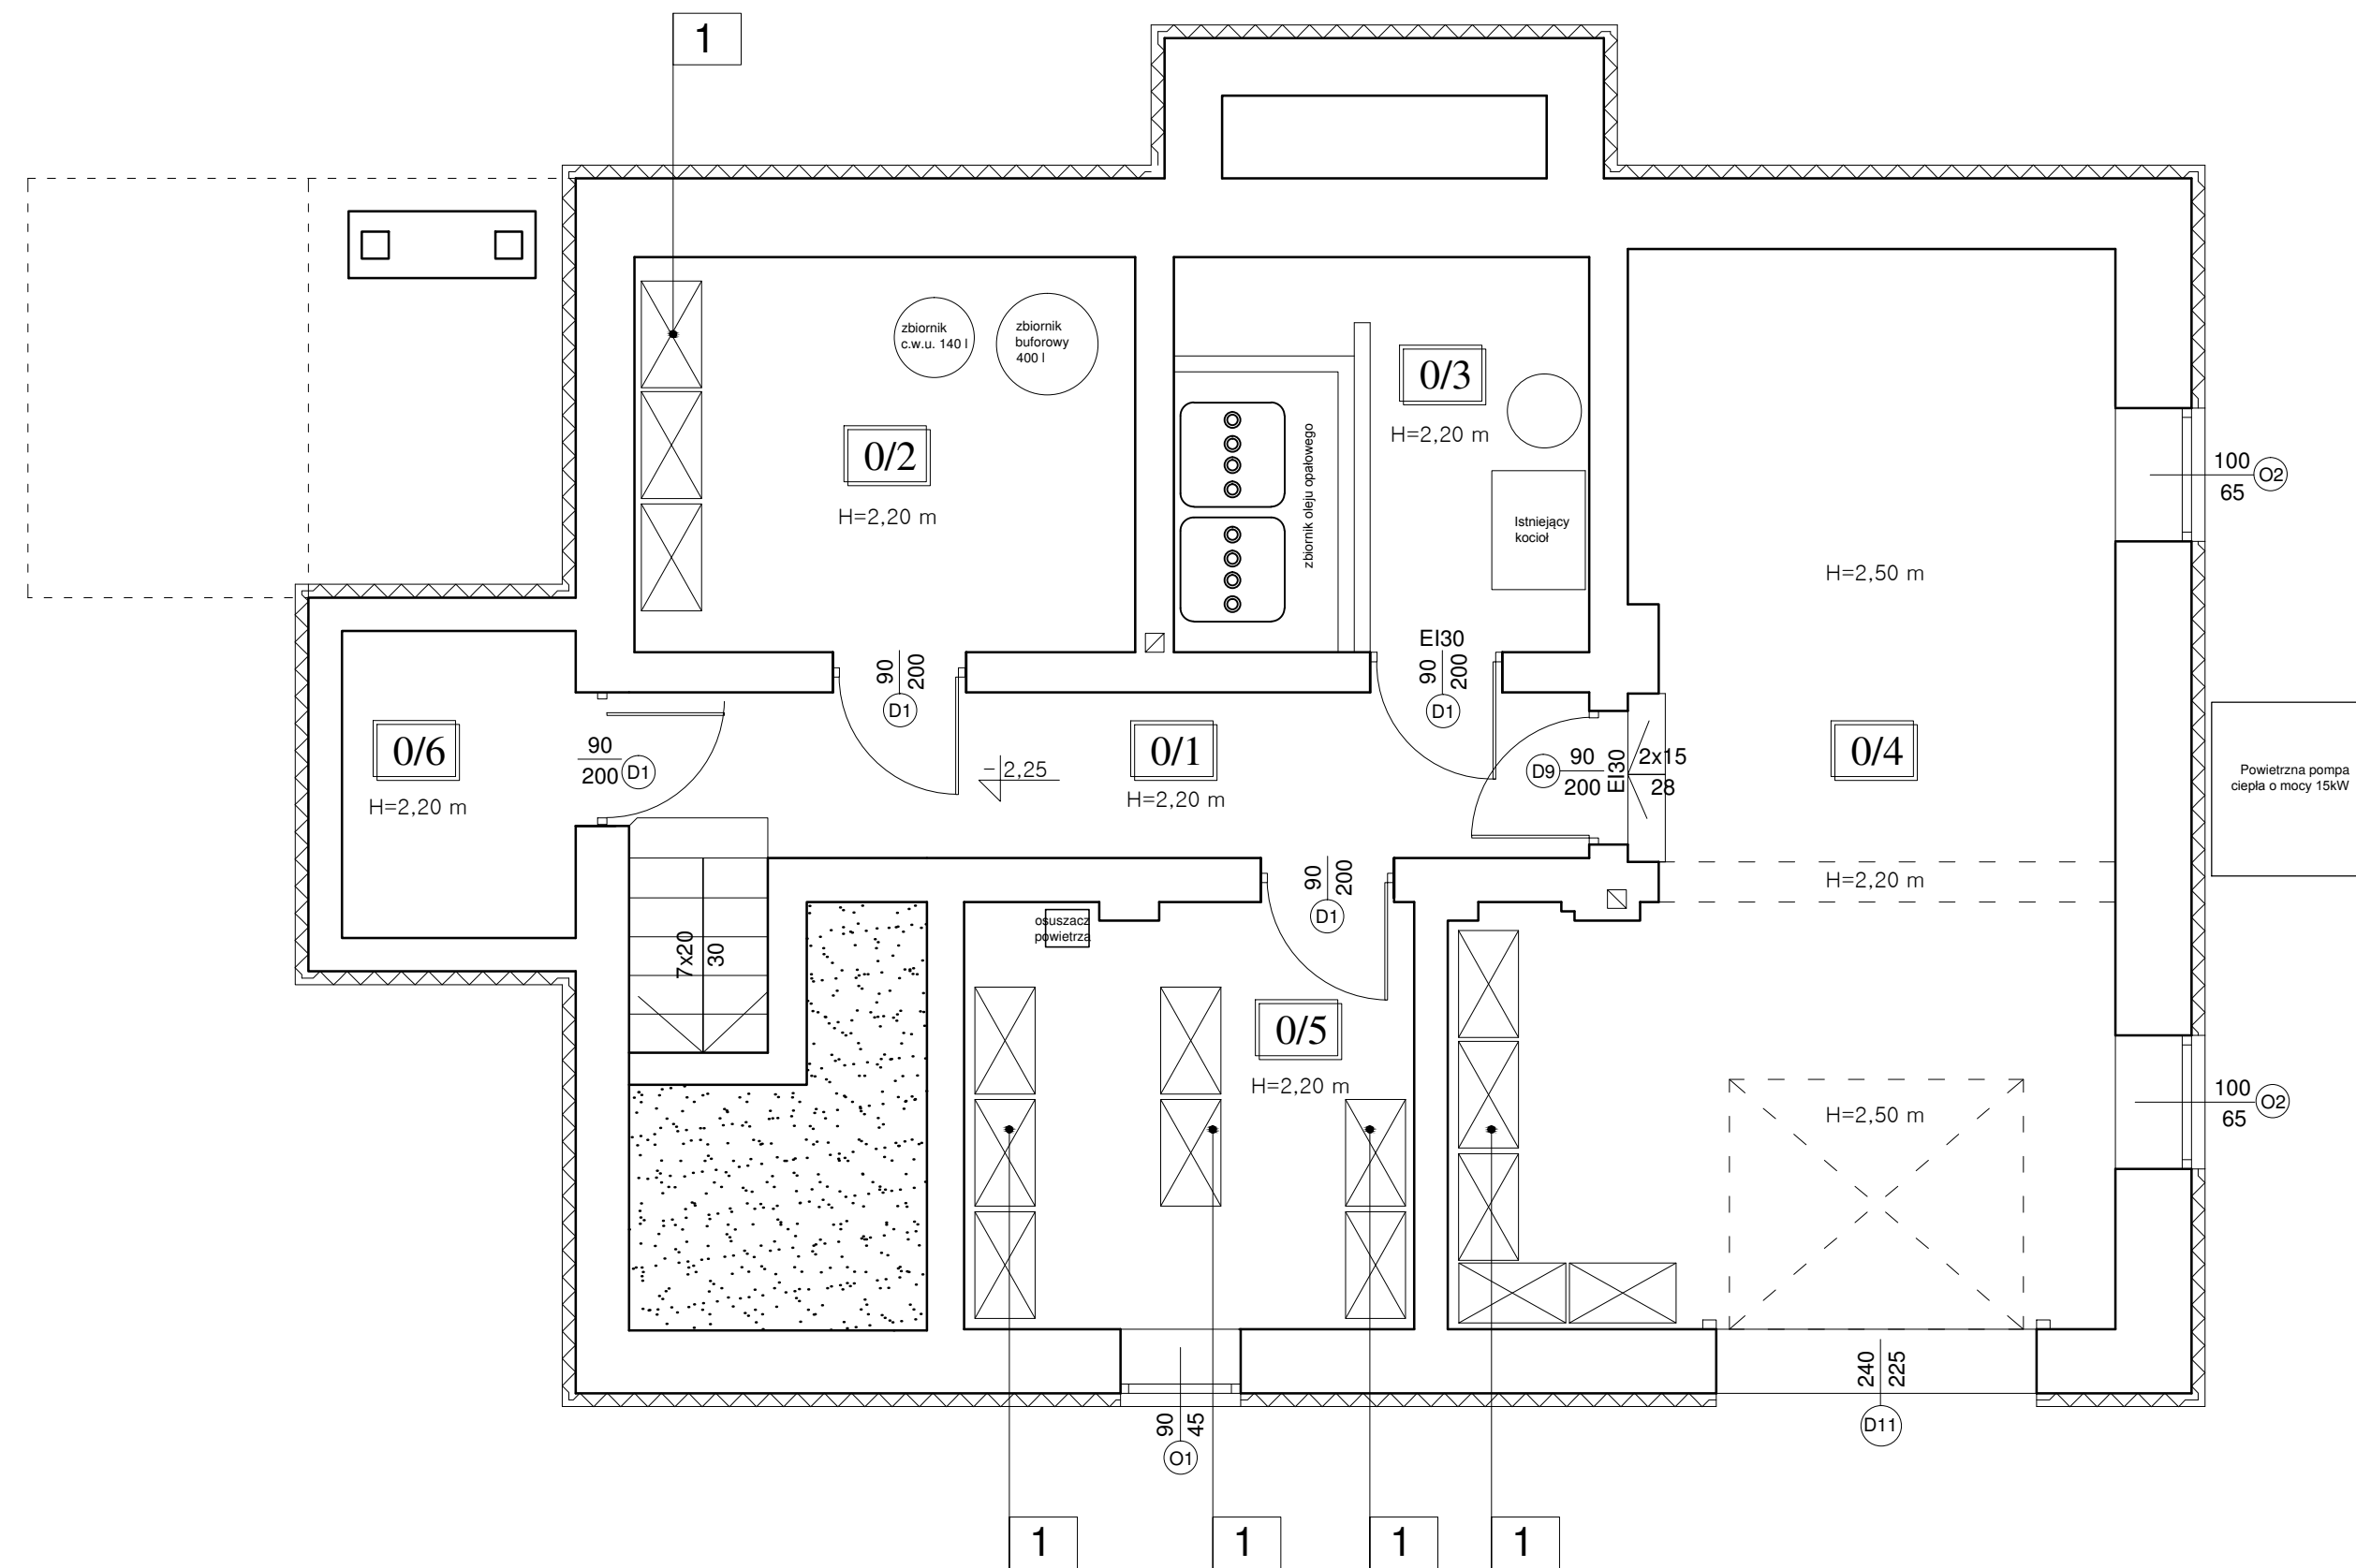 1
zbiornik
c.w.u. 140 l
zbiornik
buforowy
400 l
0/2
H=2,20 m
0/3
H=2,20 m
zbiornik oleju opałowego
Istniejący
kocioł
100
65
O2
H=2,50 m
EI30
90
200
D1
90
200
D1
0/6
H=2,20 m
90
200
D1
-2,25
0/1
H=2,20 m
D9
90
200
EI30
2x15
28
0/4
Powietrzna pompa
ciepła o mocy 15kW
H=2,20 m
90
200
D1
7x20
30
osuszacz
powietrza
0/5
H=2,20 m
H=2,50 m
100
65
O2
90
45
O1
240
225
D11
1
1
1
1